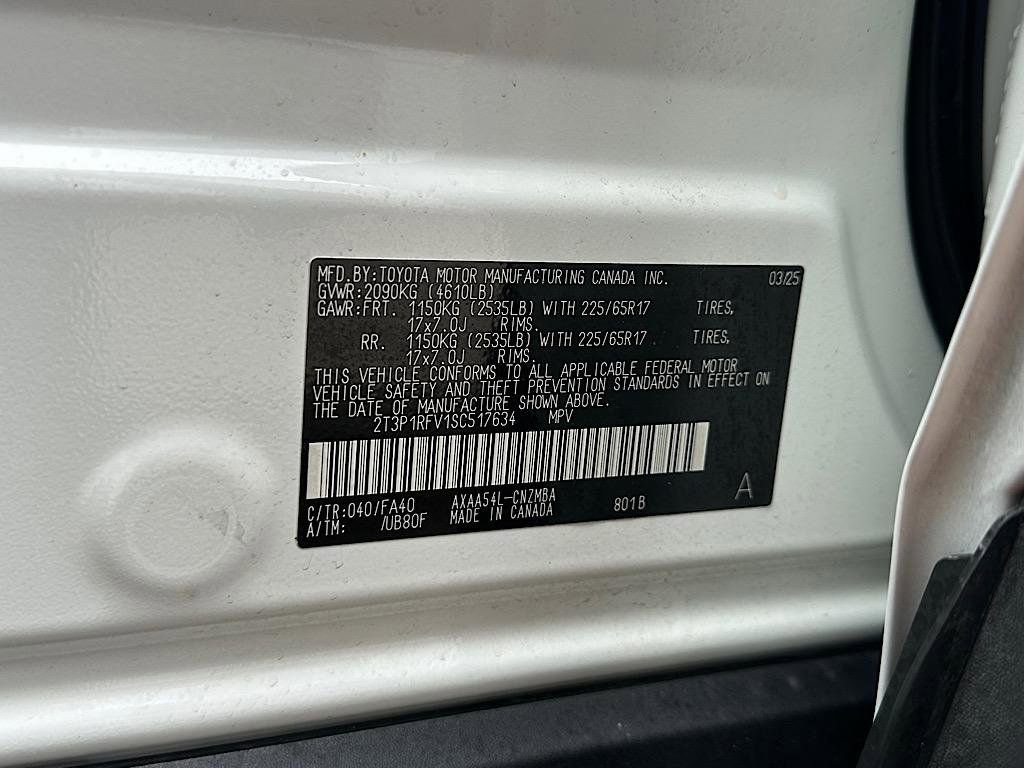 MFD.BY:TOYOTA MOTOR MANUFACTURING CANADA INC. 03/25
GVWR:2090KG (4610LB)
GAWR:FRT. 1150KG (2535LB) WITH 225/65R17 TIRES,
17x7.0J RIMS.
RR. 1150KG (2535LB) WITH 225/65R17 TIRES,
17x7.0J RIMS.
THIS VEHICLE CONFORMS TO ALL APPLICABLE FEDERAL MOTOR
VEHICLE SAFETY AND THEFT PREVENTION STANDARDS IN EFFECT ON
THE DATE OF MANUFACTURE SHOWN ABOVE.
2T3P1RFV1SC517634 MPV
C/TR:040/FA40 AXAA54L-CNZMBA 801B A
A/TM: /UB80F MADE IN CANADA